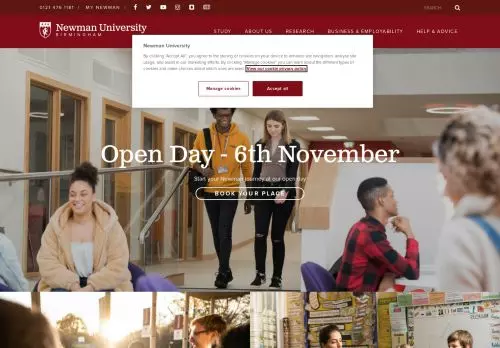 0121 476 1181 | MY NEWMAN |
SEARCH
Newman University
BIRMINGHAM
STUDY ABOUT US RESEARCH BUSINESS & EMPLOYABILITY HELP & ADVICE
Newman University
By clicking "Accept All", you agree to the storing of cookies on your device to enhance site navigation, analyse site
usage, and assist in our marketing efforts. By clicking "Manage cookies" you can learn about the different types of
cookies and make choices about which ones are used. View our cookie privacy notice
Manage cookies
Accept all
Open Day - 6th November
Start your Newman journey at our open day
BOOK YOUR PLACE